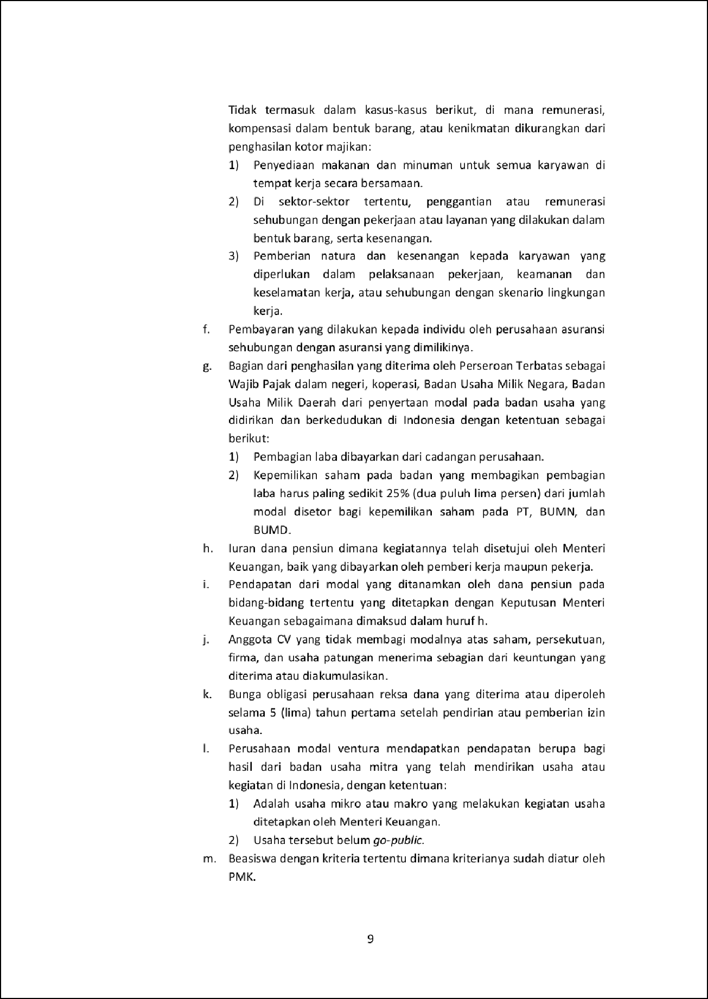 Tidak termasuk dalam kasus-kasus berikut, di mana remunerasi,
kompensasi dalam bentuk barang, atau kenikmatan dikurangkan dari
penghasilan kotor majikan:
1) Penyediaan makanan dan minuman untuk semua karyawan di
tempat kerja secara bersamaan.
2) Di sektor-sektor tertentu, penggantian atau remunerasi
sehubungan dengan pekerjaan atau layanan yang dilakukan dalam
bentuk barang, serta kesenangan.
3) Pemberian natura dan kesenangan kepada karyawan yang
diperlukan dalam pelaksanaan pekerjaan, keamanan dan
keselamatan kerja, atau sehubungan dengan skenario lingkungan
kerja.
f. Pembayaran yang dilakukan kepada individu oleh perusahaan asuransi
sehubungan dengan asuransi yang dimilikinya.
g. Bagian dari penghasilan yang diterima oleh Perseroan Terbatas sebagai
Wajib Pajak dalam negeri, koperasi, Badan Usaha Milik Negara, Badan
Usaha Milik Daerah dari penyertaan modal pada badan usaha yang
didirikan dan berkedudukan di Indonesia dengan ketentuan sebagai
berikut:
1) Pembagian laba dibayarkan dari cadangan perusahaan.
2) Kepemilikan saham pada badan yang membagikan pembagian
laba harus paling sedikit 25% (dua puluh lima persen) dari jumlah
modal disetor bagi kepemilikan saham pada PT, BUMN, dan
BUMD.
h. Iuran dana pensiun dimana kegiatannya telah disetujui oleh Menteri
Keuangan, baik yang dibayarkan oleh pemberi kerja maupun pekerja.
i. Pendapatan dari modal yang ditanamkan oleh dana pensiun pada
bidang-bidang tertentu yang ditetapkan dengan Keputusan Menteri
Keuangan sebagaimana dimaksud dalam huruf h.
j. Anggota CV yang tidak membagi modalnya atas saham, persekutuan,
firma, dan usaha patungan menerima sebagian dari keuntungan yang
diterima atau diakumulasikan.
k. Bunga obligasi perusahaan reksa dana yang diterima atau diperoleh
selama 5 (lima) tahun pertama setelah pendirian atau pemberian izin
usaha.
l. Perusahaan modal ventura mendapatkan pendapatan berupa bagi
hasil dari badan usaha mitra yang telah mendirikan usaha atau
kegiatan di Indonesia, dengan ketentuan:
1) Adalah usaha mikro atau makro yang melakukan kegiatan usaha
ditetapkan oleh Menteri Keuangan.
2) Usaha tersebut belum go-public.
m. Beasiswa dengan kriteria tertentu dimana kriterianya sudah diatur oleh
PMK.
9